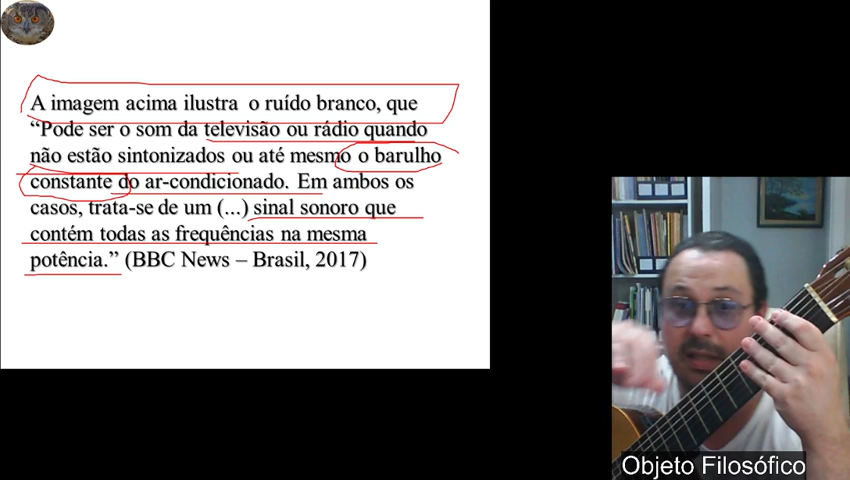 A imagem acima ilustra o ruído branco, que
“Pode ser o som da televisão ou rádio quando
não estão sintonizados ou até mesmo o barulho
constante do ar-condicionado. Em ambos os
casos, trata-se de um (...) sinal sonoro que
contém todas as frequências na mesma
potência.” (BBC News – Brasil, 2017)
Objeto Filosófico